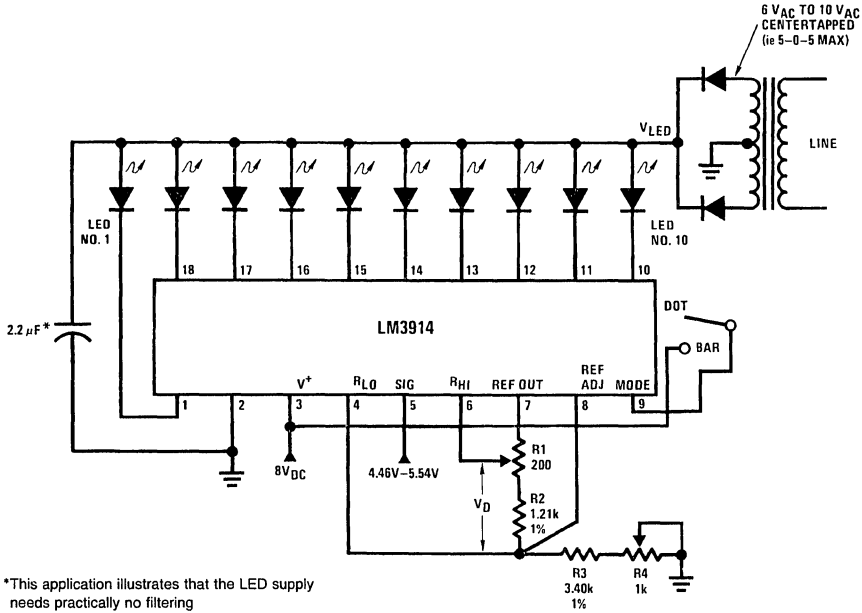 6 VAC TO 10 VAC
CENTERTAPPED
(ie 5-0-5 MAX)
VLED
LINE
LED
NO. 1
LED
NO. 10
18
17
16
15
14
13
12
11
10
2.2 μF*
LM3914
DOT
BAR
V+
RLO
SIG
RHI
REF OUT
REF
ADJ
MODE
1
2
3
4
5
6
7
8
9
8VDC
4.46V–5.54V
R1
200
VD
R2
1.21k
1%
R3
3.40k
1%
R4
1k
*This application illustrates that the LED supply
needs practically no filtering